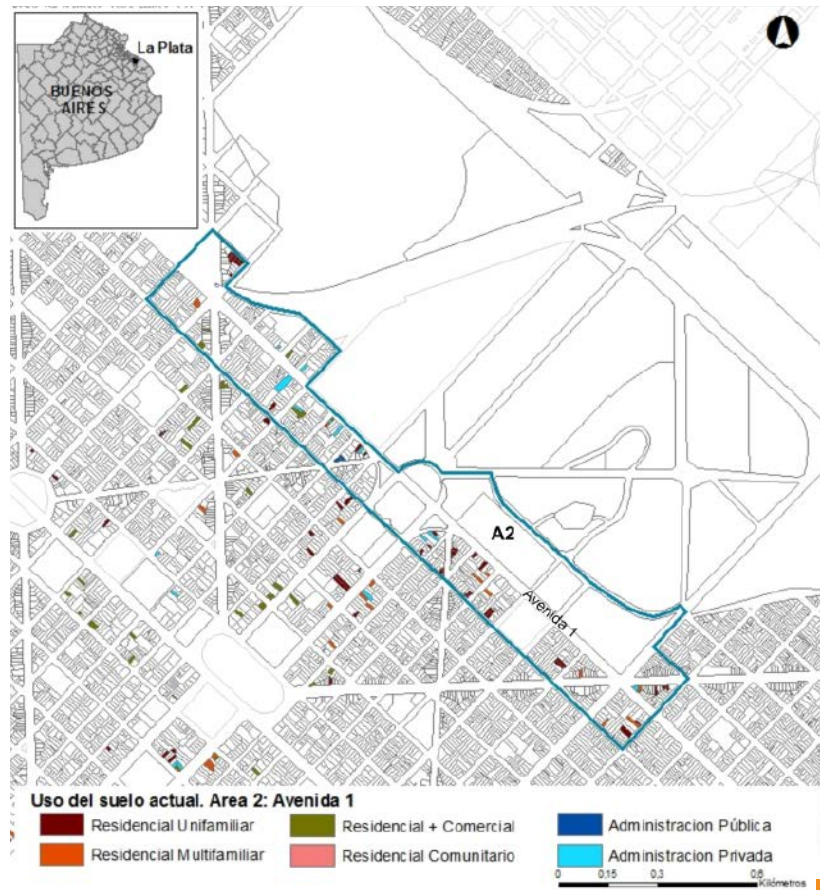 La Plata
BUENOS
AIRES
A2
Avenida 1
Uso del suelo actual. Area 2: Avenida 1
Residencial Unifamiliar
Residencial + Comercial
Administracion Pública
Residencial Multifamiliar
Residencial Comunitario
Administracion Privada
0 0,15 0,3 0,6
Kilómetros